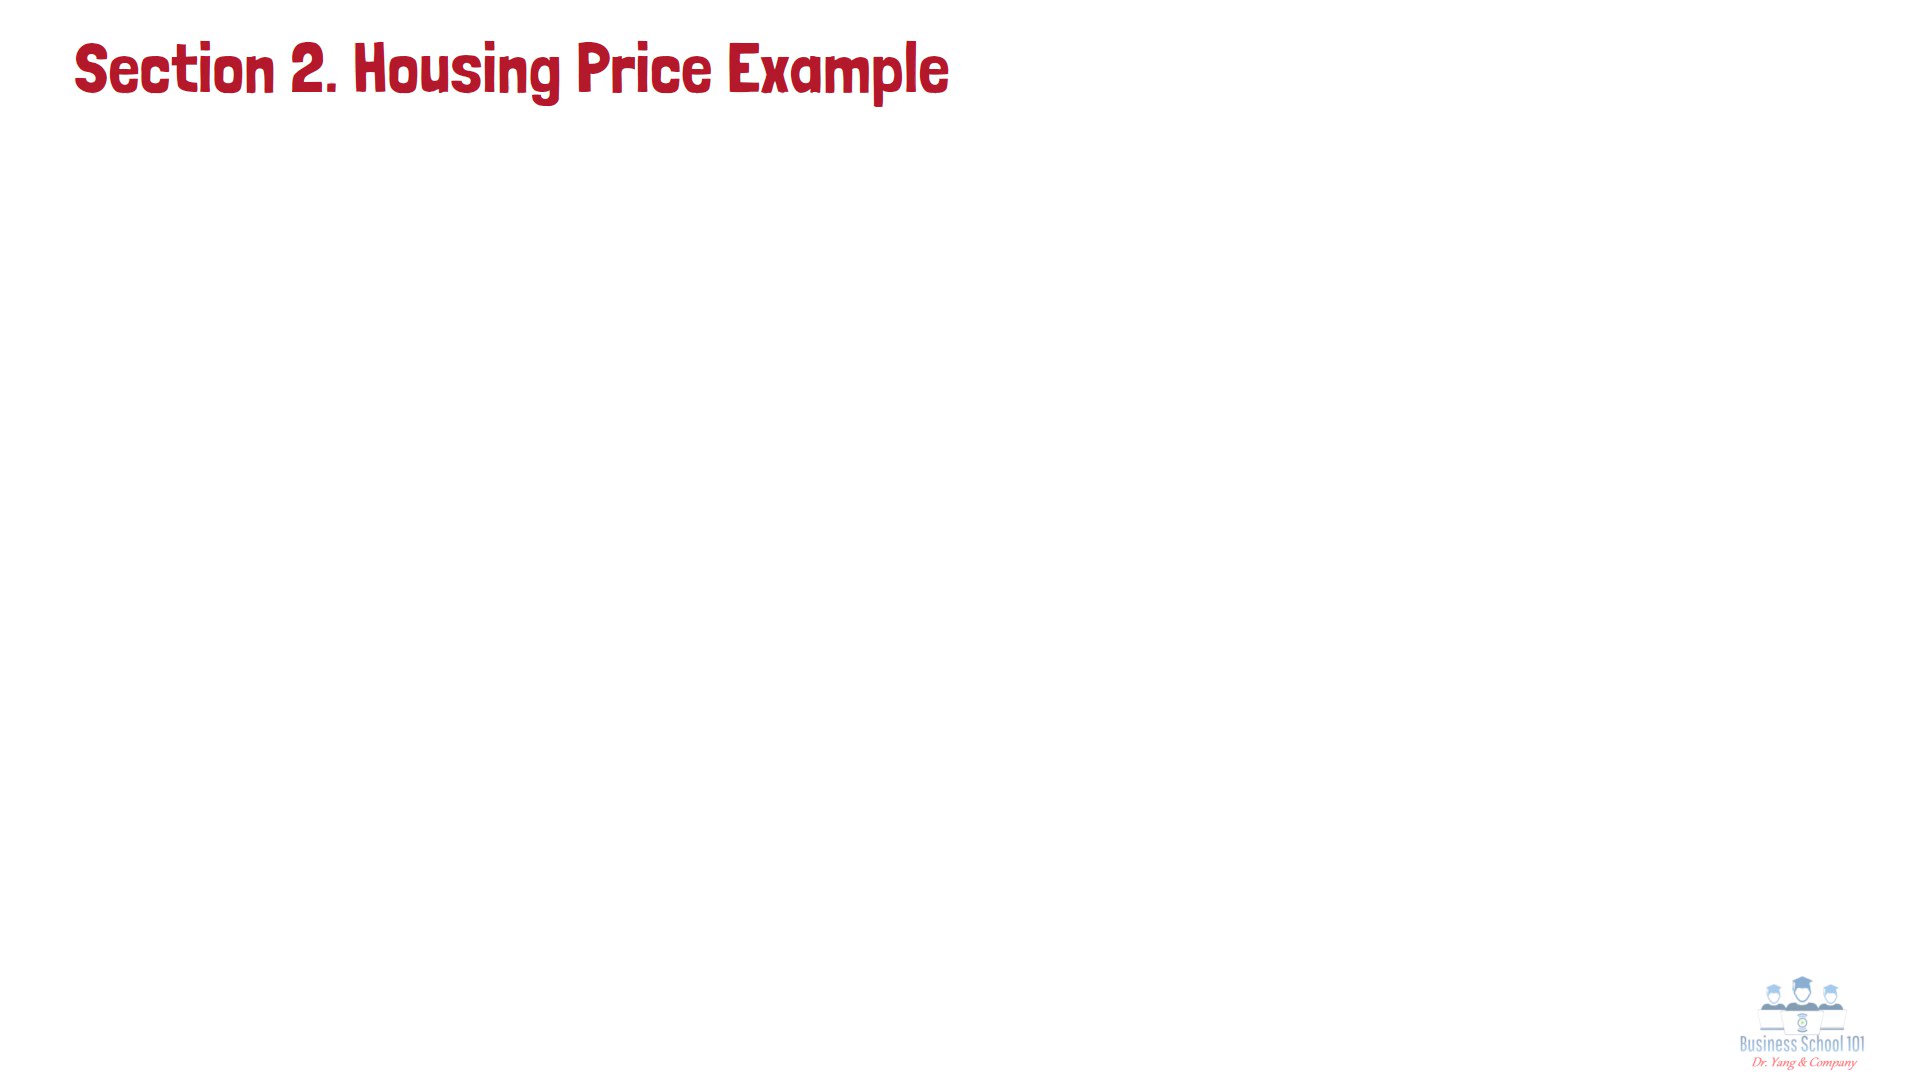 Section 2. Housing Price Example
Business School 101
Dr. Yang & Company